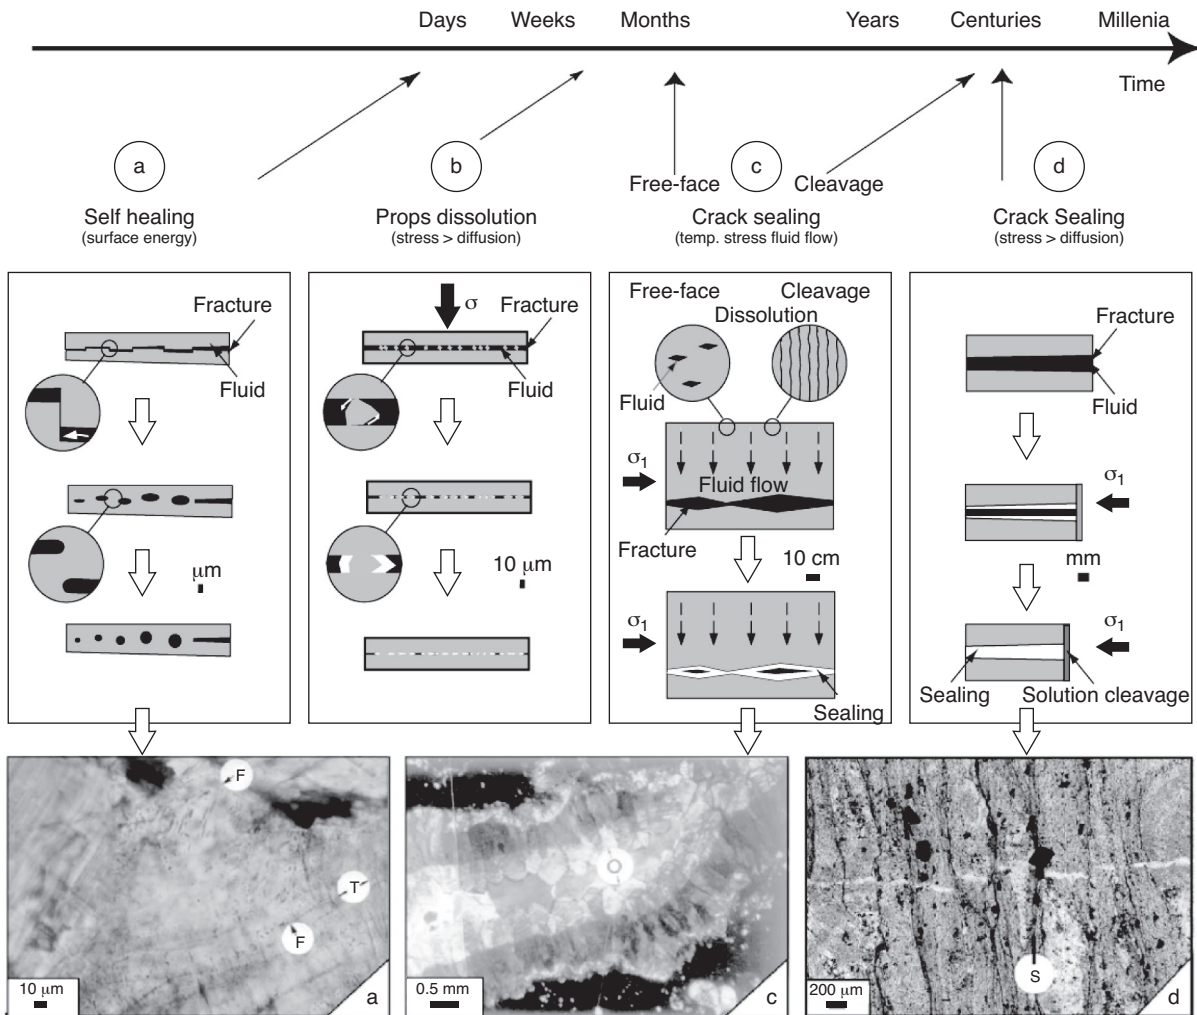 Days Weeks Months Years Centuries Millenia
Time
a b c d
Free-face Cleavage
Self healing
(surface energy)
Props dissolution
(stress > diffusion)
Crack sealing
(temp. stress fluid flow)
Crack Sealing
(stress > diffusion)
Fracture
Fluid
μm
σ
Fracture
Fluid
10 μm
Free-face Cleavage
Dissolution
Fluid
σ1
Fluid flow
Fracture
10 cm
σ1
Sealing
Fracture
Fluid
σ1
mm
σ1
Sealing Solution cleavage
F
T
F
10 μm
a
O
0.5 mm
c
S
200 μm
d